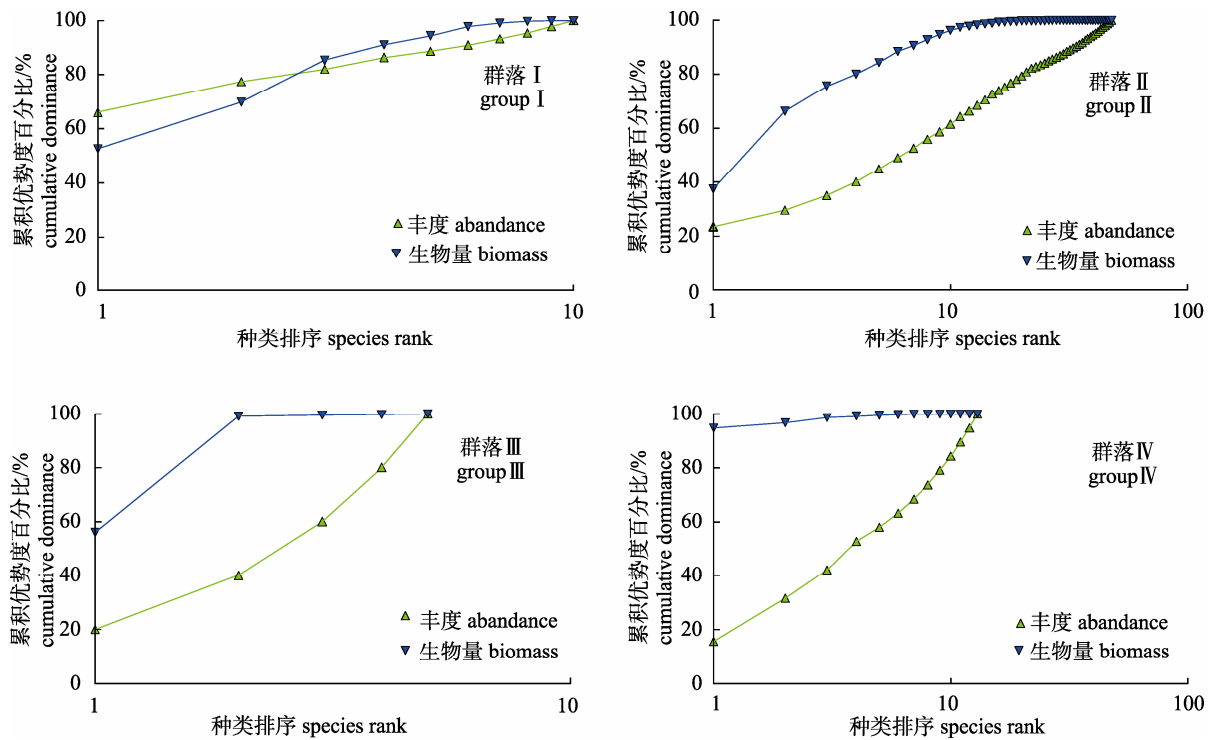 累积优势度百分比/%
cumulative dominance
100
80
60
40
20
0
群落Ⅰ
groupⅠ
丰度 abandance
生物量 biomass
1
10
种类排序 species rank
累积优势度百分比/%
cumulative dominance
100
80
60
40
20
0
群落Ⅱ
groupⅡ
丰度 abandance
生物量 biomass
1
10
100
种类排序 species rank
累积优势度百分比/%
cumulative dominance
100
80
60
40
20
0
群落Ⅲ
groupⅢ
丰度 abandance
生物量 biomass
1
10
种类排序 species rank
累积优势度百分比/%
cumulative dominance
100
80
60
40
20
0
群落Ⅳ
groupⅣ
丰度 abandance
生物量 biomass
1
10
100
种类排序 species rank